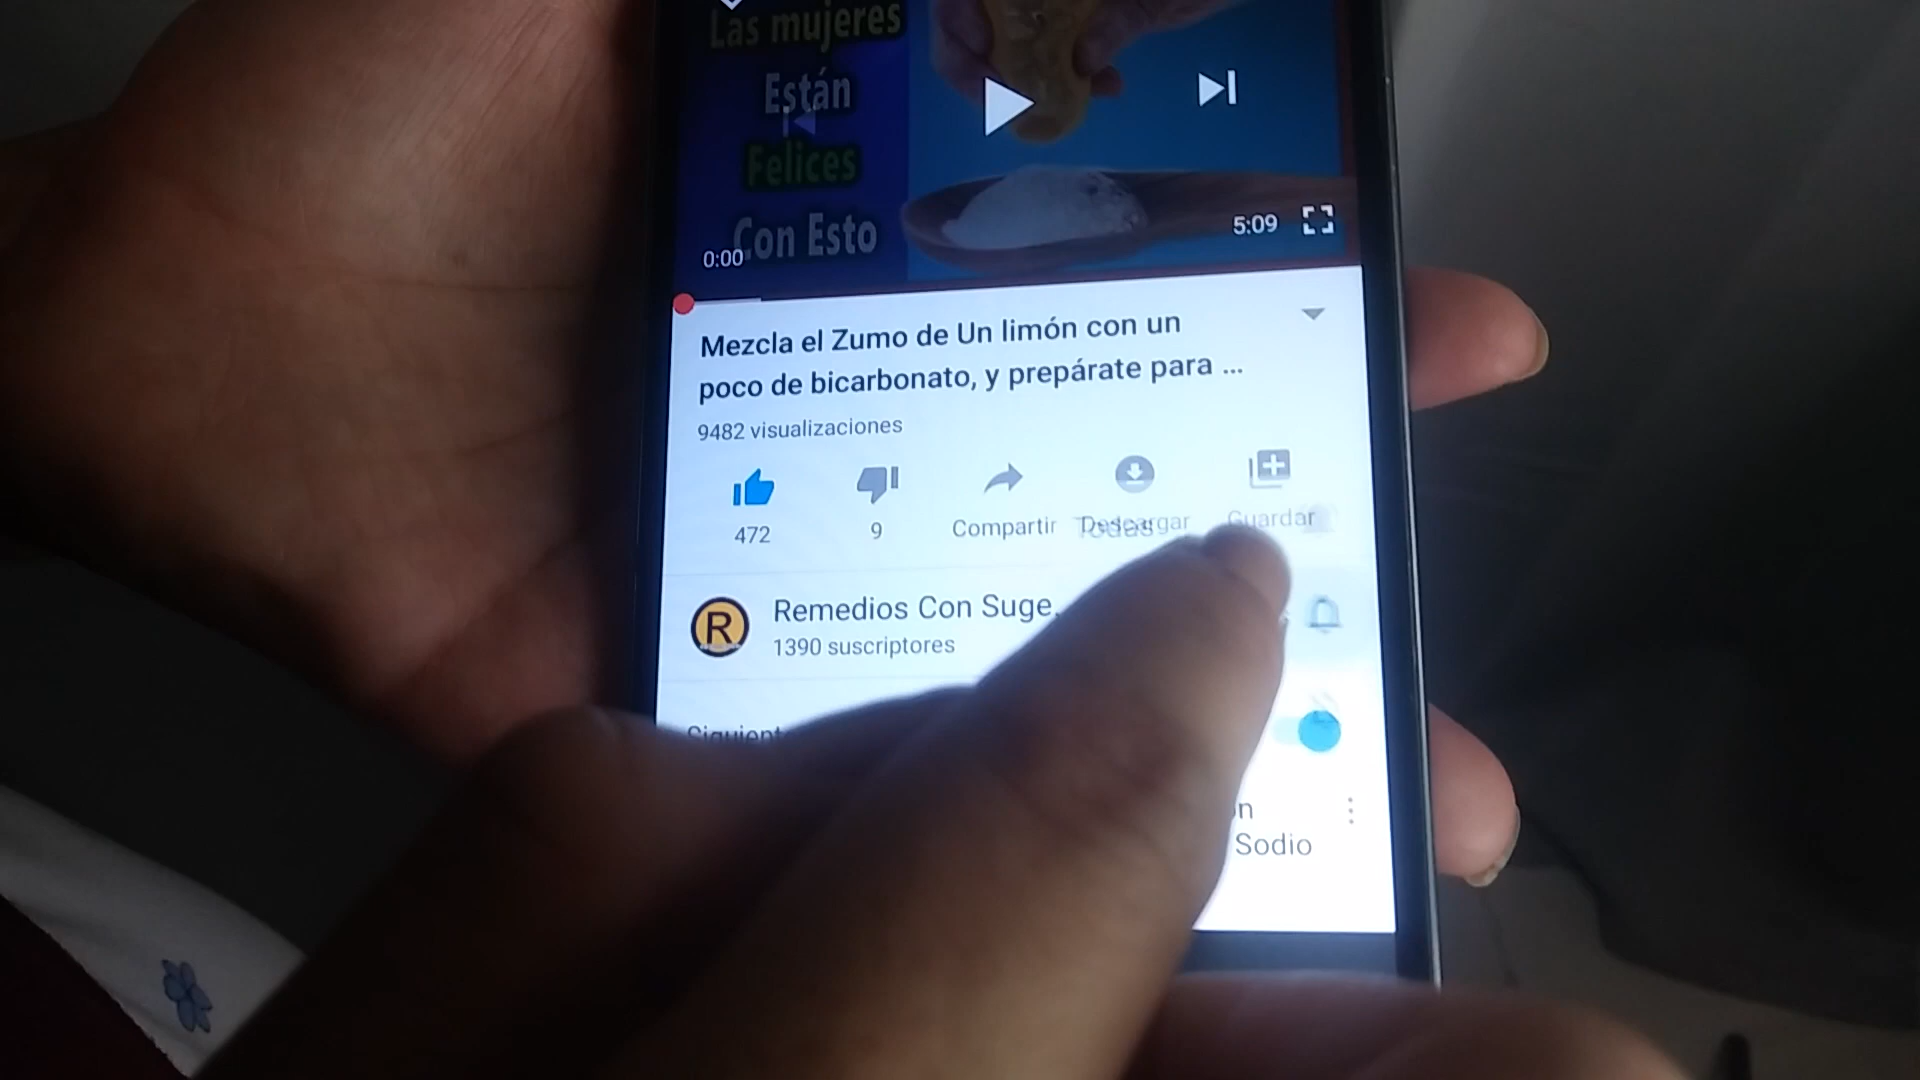 Las mujeres
Están
Felices
Con Esto
0:00
5:09
Mezcla el Zumo de Un limón con un
poco de bicarbonato, y prepárate para ...
9482 visualizaciones
472
9
Compartir
Descargar
Guardar
R
Remedios Con Suge.
1390 suscriptores
Sodio